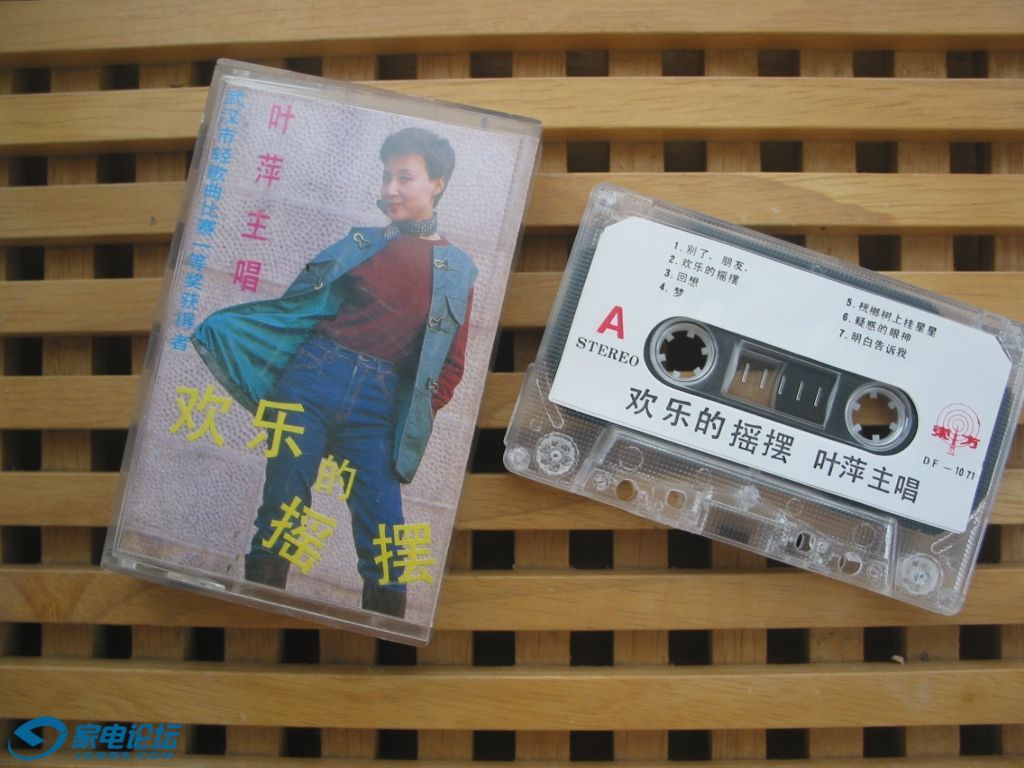 武汉市轻歌曲比赛一等奖获得者
叶萍主唱
欢乐的摇摆
1. 别了、朋友、
2. 欢乐的摇摆
3. 回想
4. 梦
5. 桄榔树上挂星星
6. 疑惑的眼神
7. 明白告诉我
A
STEREO
欢乐的摇摆 叶萍主唱
東方
DF-1071
家电论坛